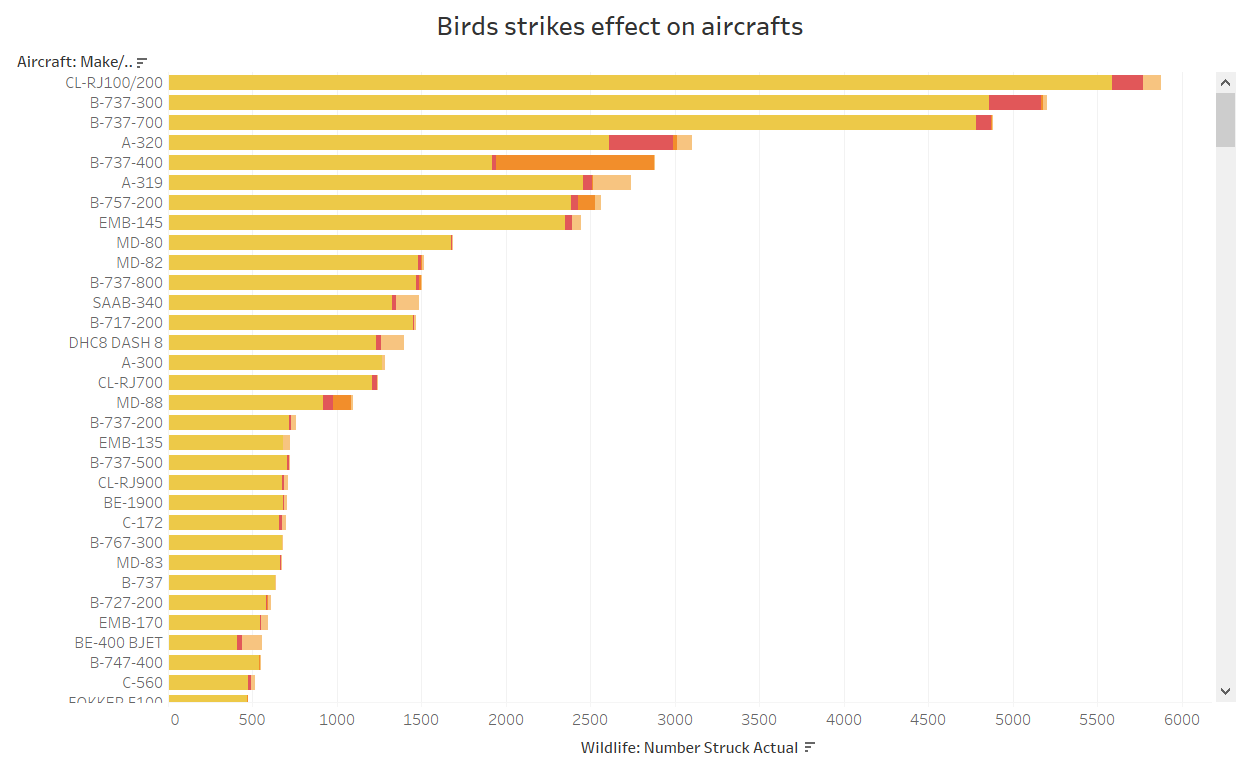 Birds strikes effect on aircrafts
Aircraft: Make/..
CL-RJ100/200
B-737-300
B-737-700
A-320
B-737-400
A-319
B-757-200
EMB-145
MD-80
MD-82
B-737-800
SAAB-340
B-717-200
DHC8 DASH 8
A-300
CL-RJ700
MD-88
B-737-200
EMB-135
B-737-500
CL-RJ900
BE-1900
C-172
B-767-300
MD-83
B-737
B-727-200
EMB-170
BE-400 BJET
B-747-400
C-560
FOKKER F100
0 500 1000 1500 2000 2500 3000 3500 4000 4500 5000 5500 6000
Wildlife: Number Struck Actual